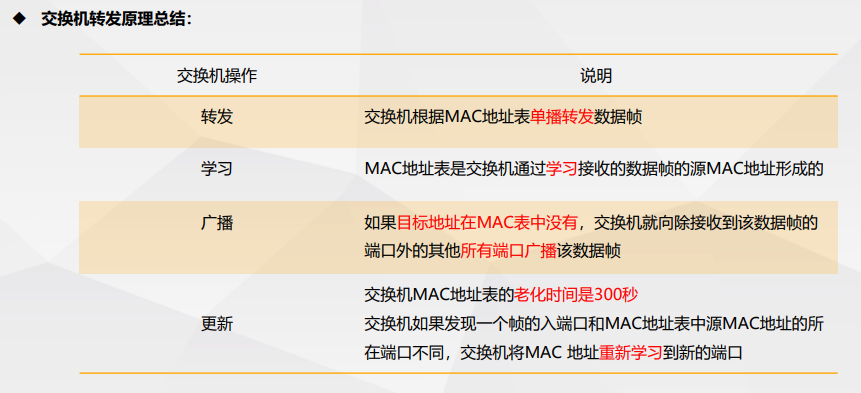 ◆ 交换机转发原理总结：
交换机操作 说明
转发 交换机根据MAC地址表单播转发数据帧
学习 MAC地址表是交换机通过学习接收的数据帧的源MAC地址形成的
广播 如果目标地址在MAC表中没有，交换机就向除接收到该数据帧的
端口外的其他所有端口广播该数据帧
交换机MAC地址表的老化时间是300秒
更新 交换机如果发现一个帧的入端口和MAC地址表中源MAC地址的所
在端口不同，交换机将MAC 地址重新学习到新的端口